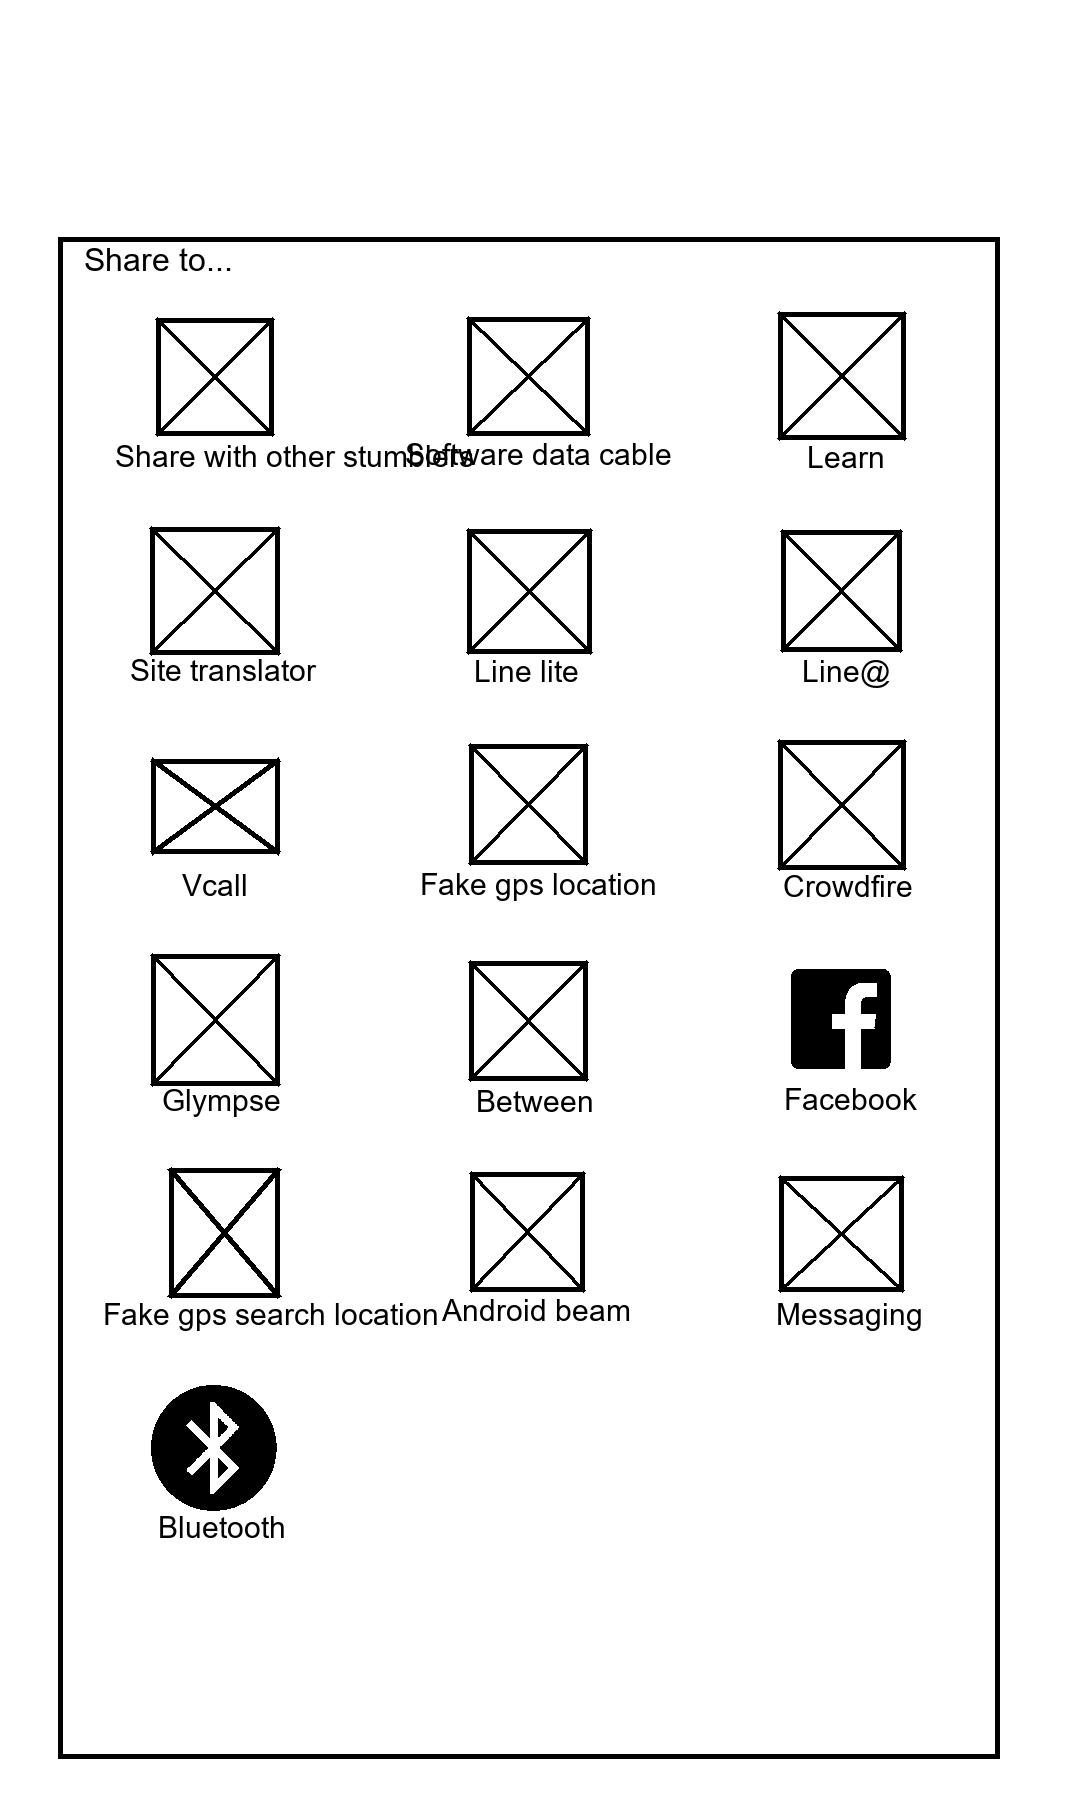 Share to...
Share with other stumblers
Software data cable
Learn
Site translator
Line lite
Line@
Vcall
Fake gps location
Crowdfire
Glympse
Between
Facebook
Fake gps search location
Android beam
Messaging
Bluetooth